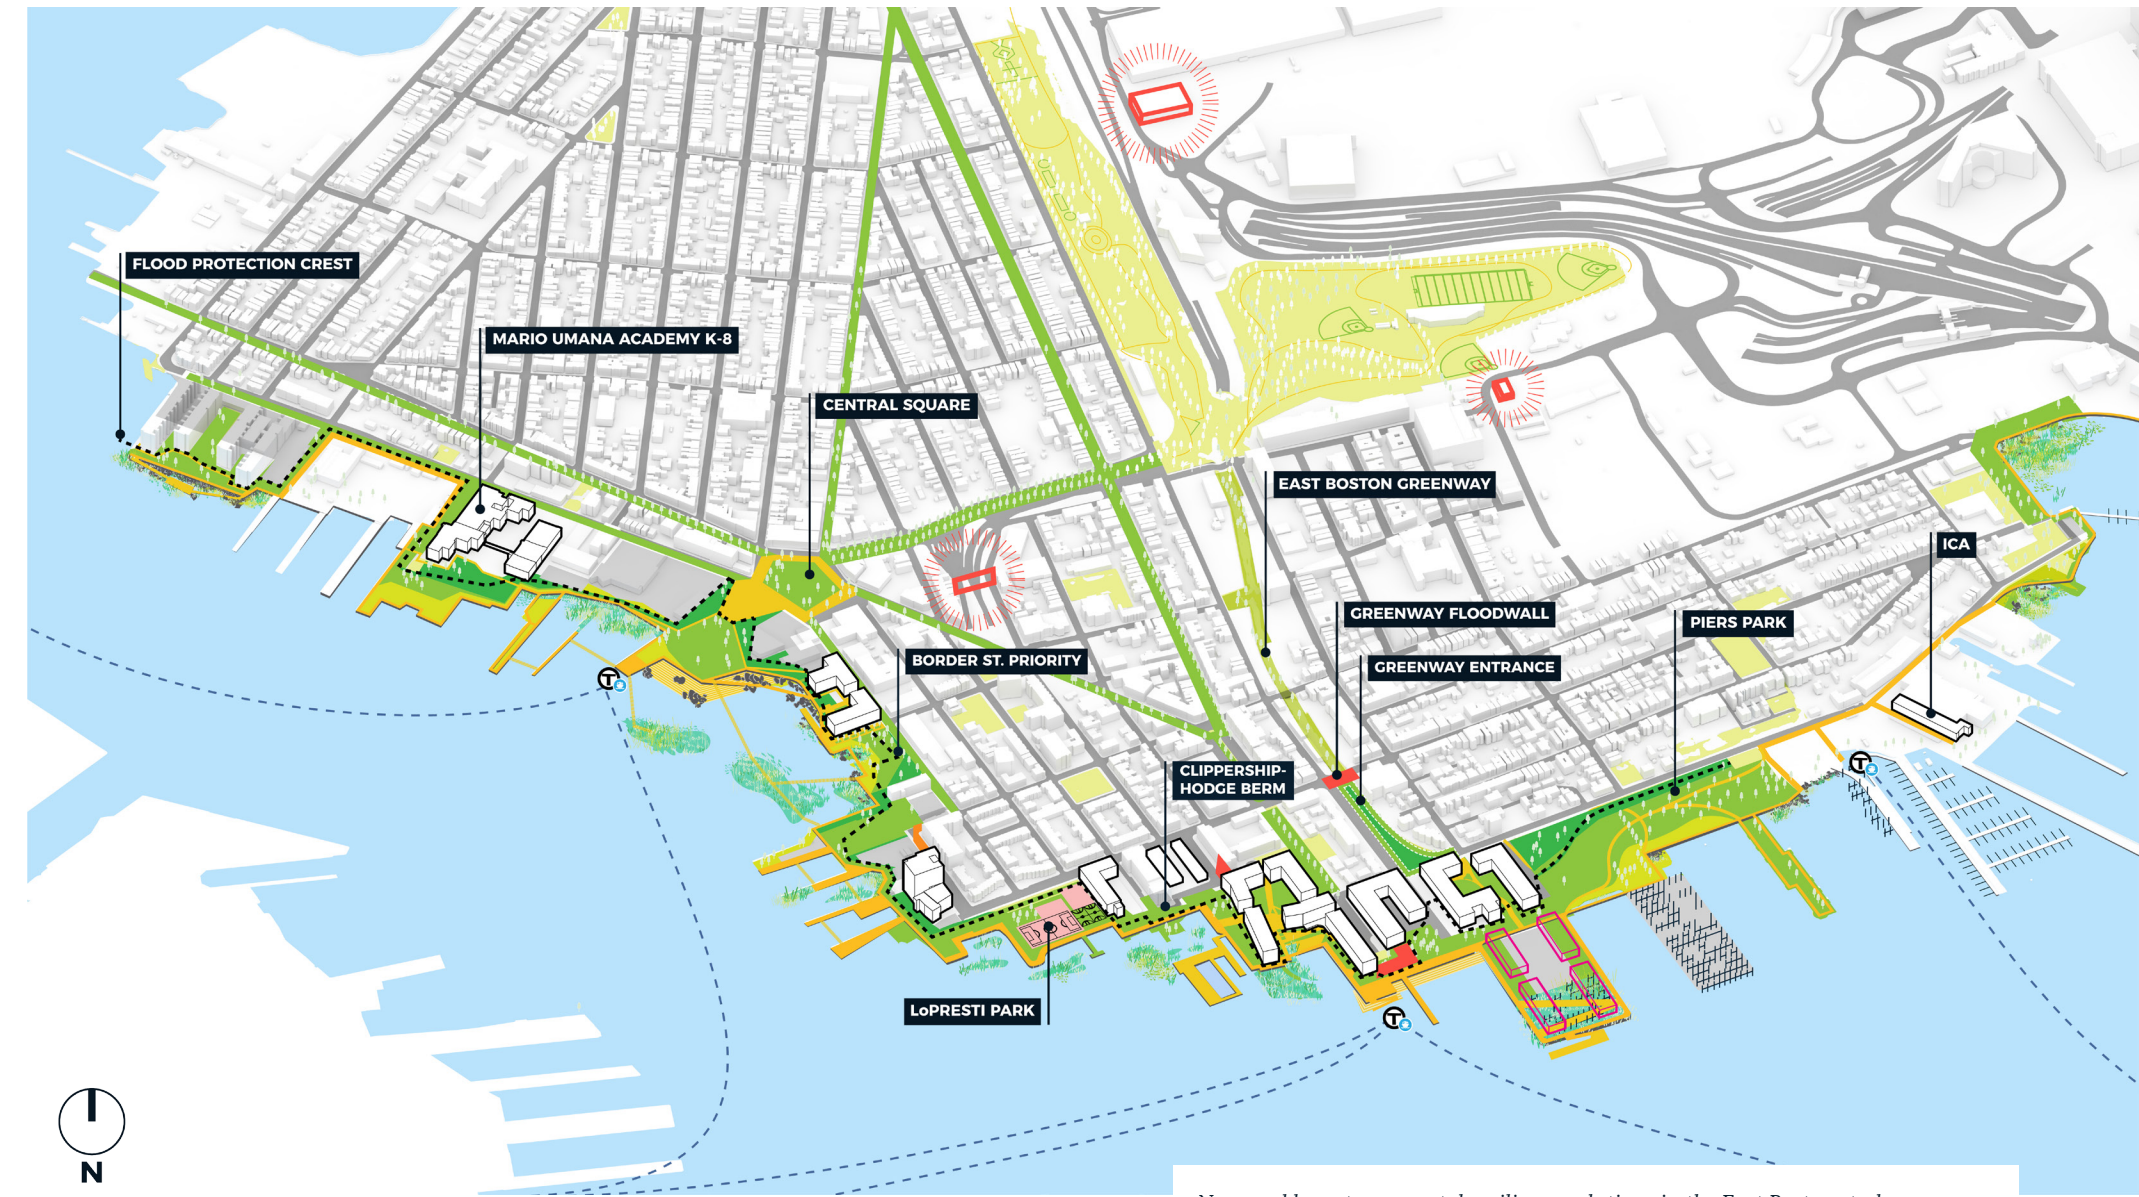 FLOOD PROTECTION CREST
MARIO UMANA ACADEMY K-8
CENTRAL SQUARE
EAST BOSTON GREENWAY
ICA
GREENWAY FLOODWALL
PIERS PARK
BORDER ST. PRIORITY
GREENWAY ENTRANCE
T
T
CLIPPERSHIP-
HODGE BERM
LoPRESTI PARK
T
N